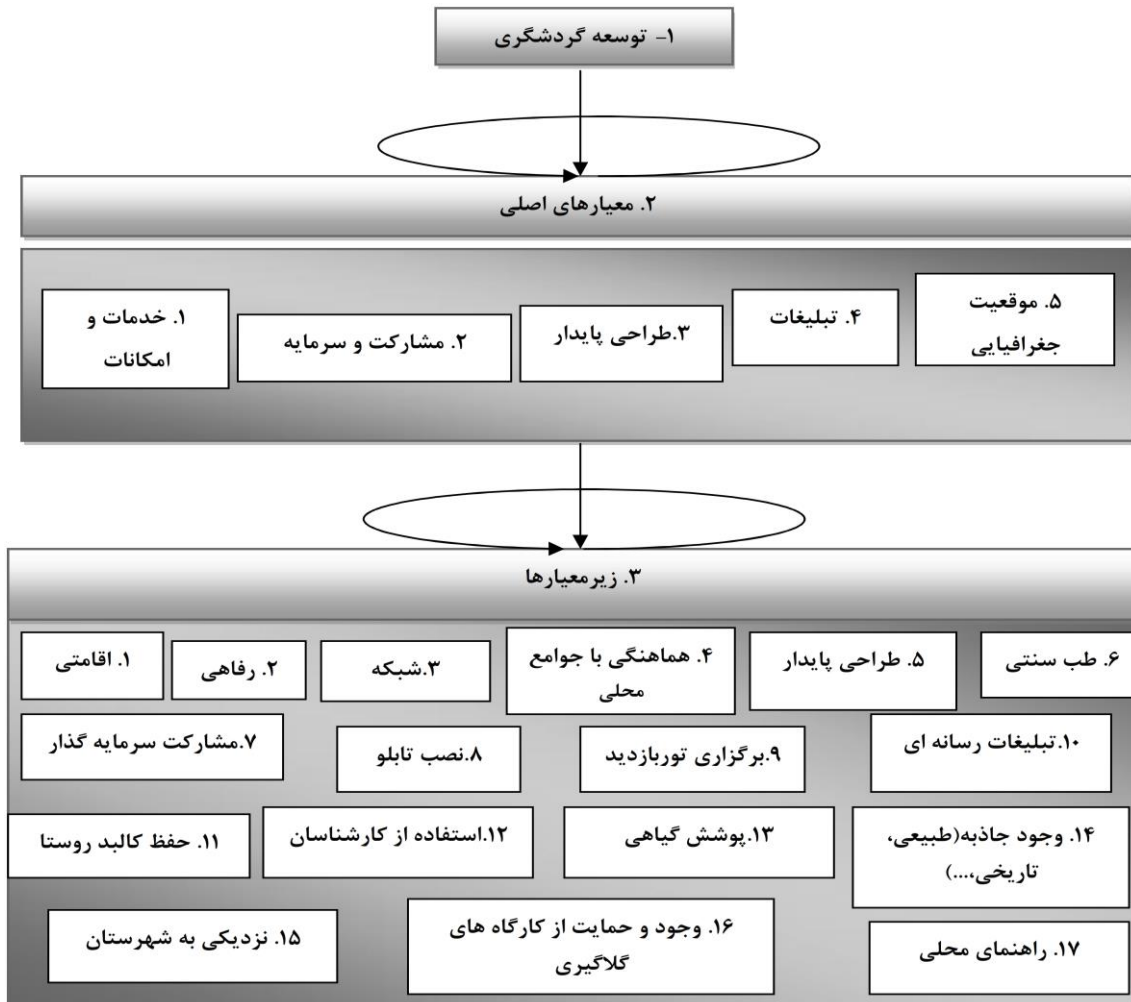 ۱- توسعه گردشگری
۲. معیارهای اصلی
۱. خدمات و
امکانات
۲. مشارکت و سرمایه
۳.طراحی پایدار
۴. تبلیغات
۵. موقعیت
جغرافیایی
۳. زیرمعیارها
۱. اقامتی
۲. رفاهی
۳.شبکه
۴. هماهنگی با جوامع
محلی
۵. طراحی پایدار
۶. طب سنتی
۷.مشارکت سرمایه گذار
۸.نصب تابلو
۹.برگزاری توربازدید
۱۰.تبلیغات رسانه ای
۱۱. حفظ کالبد روستا
۱۲.استفاده از کارشناسان
۱۳.پوشش گیاهی
۱۴. وجود جاذبه(طبیعی،
تاریخی،...)
۱۵. نزدیکی به شهرستان
۱۶. وجود و حمایت از کارگاه های
گلاگیری
۱۷. راهنمای محلی